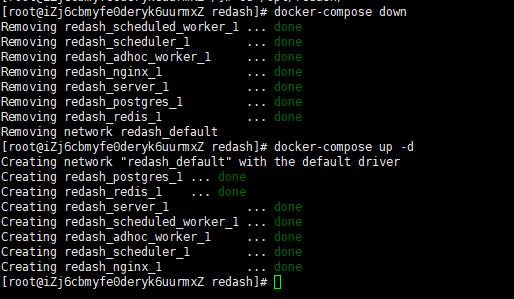 [root@iZj6cbmyfe0deryk6uurmxZ redash]# docker-compose down
Removing redash_scheduled_worker_1 ... done
Removing redash_scheduler_1 ... done
Removing redash_adhoc_worker_1 ... done
Removing redash_nginx_1 ... done
Removing redash_server_1 ... done
Removing redash_postgres_1 ... done
Removing redash_redis_1 ... done
Removing network redash_default
[root@iZj6cbmyfe0deryk6uurmxZ redash]# docker-compose up -d
Creating network "redash_default" with the default driver
Creating redash_postgres_1 ... done
Creating redash_redis_1 ... done
Creating redash_server_1 ... done
Creating redash_scheduled_worker_1 ... done
Creating redash_adhoc_worker_1 ... done
Creating redash_scheduler_1 ... done
Creating redash_nginx_1 ... done
[root@iZj6cbmyfe0deryk6uurmxZ redash]#